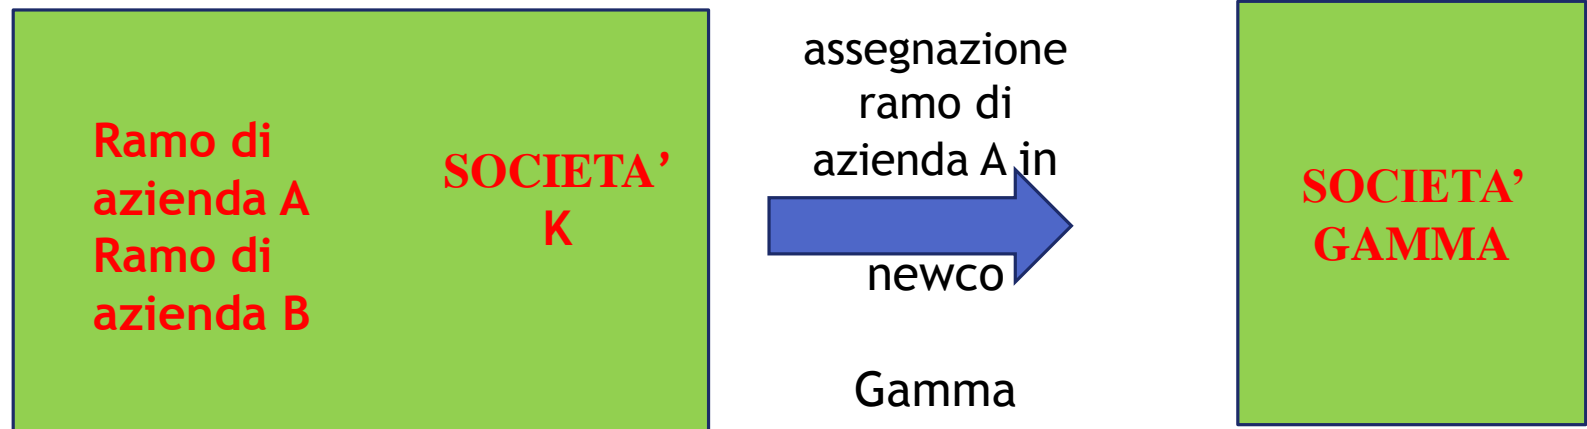 Ramo di
azienda A
Ramo di
azienda B
SOCIETA’
K
assegnazione
ramo di
azienda A in
newco
Gamma
SOCIETA’
GAMMA